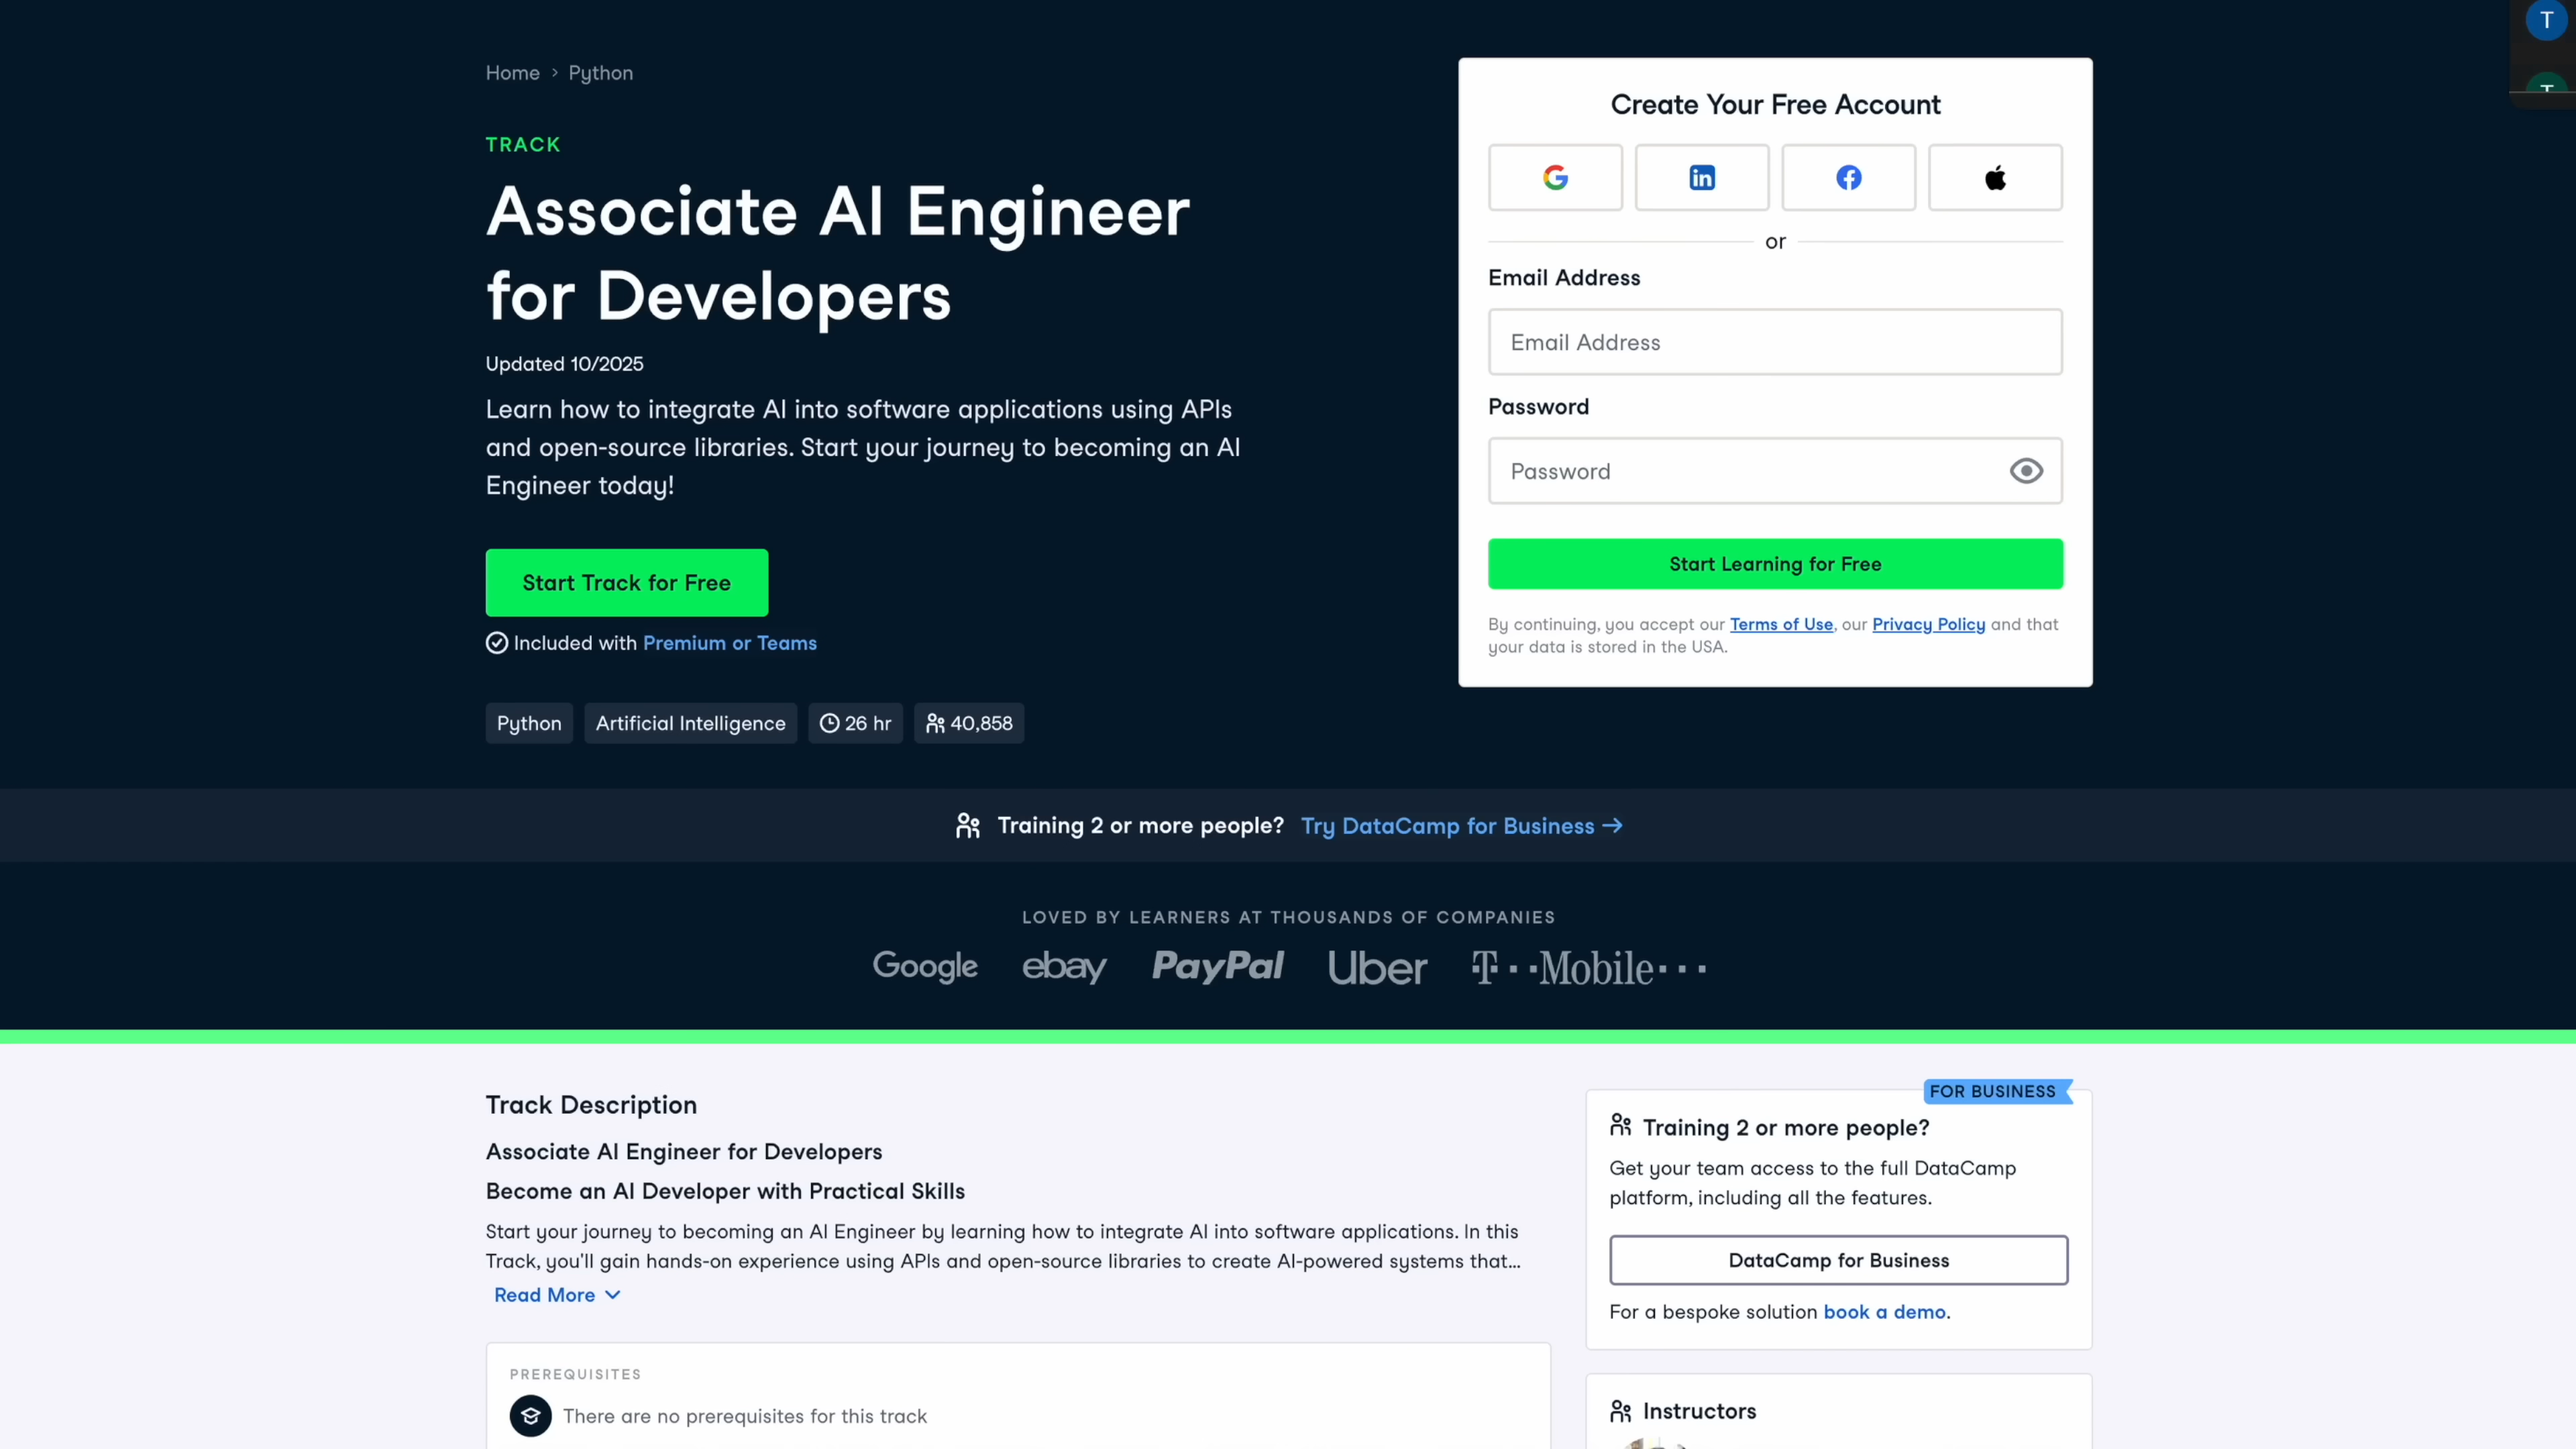 T
Home > Python
TRACK
Associate AI Engineer
for Developers
Updated 10/2025
Learn how to integrate AI into software applications using APIs
and open-source libraries. Start your journey to becoming an AI
Engineer today!
Start Track for Free
Included with Premium or Teams
Python
Artificial Intelligence
26 hr
40,858
Create Your Free Account
or
Email Address
Email Address
Password
Password
Start Learning for Free
By continuing, you accept our Terms of Use, our Privacy Policy and that
your data is stored in the USA.
Training 2 or more people? Try DataCamp for Business →
LOVED BY LEARNERS AT THOUSANDS OF COMPANIES
Google ebay PayPal Uber T··Mobile···
Track Description
Associate AI Engineer for Developers
Become an AI Developer with Practical Skills
Start your journey to becoming an AI Engineer by learning how to integrate AI into software applications. In this
Track, you'll gain hands-on experience using APIs and open-source libraries to create AI-powered systems that...
Read More
PREREQUISITES
There are no prerequisites for this track
FOR BUSINESS
Training 2 or more people?
Get your team access to the full DataCamp
platform, including all the features.
DataCamp for Business
For a bespoke solution book a demo.
Instructors